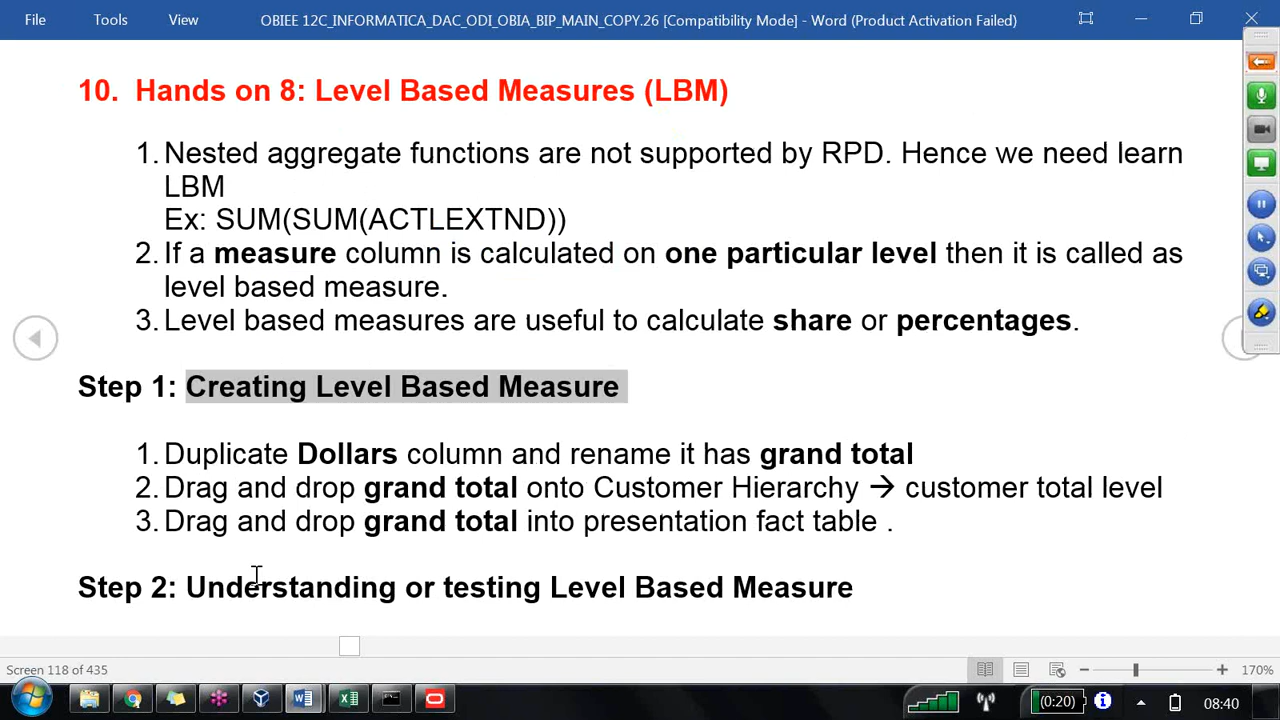 File Tools View OBIEE 12C_INFORMATICA_DAC_ODI_OBIA_BIP_MAIN_COPY.26 [Compatibility Mode] - Word (Product Activation Failed)
10. Hands on 8: Level Based Measures (LBM)
1. Nested aggregate functions are not supported by RPD. Hence we need learn
LBM
Ex: SUM(SUM(ACTLEXTND))
2. If a measure column is calculated on one particular level then it is called as
level based measure.
3. Level based measures are useful to calculate share or percentages.
Step 1: Creating Level Based Measure
1. Duplicate Dollars column and rename it has grand total
2. Drag and drop grand total onto Customer Hierarchy → customer total level
3. Drag and drop grand total into presentation fact table .
Step 2: Understanding or testing Level Based Measure
Screen 118 of 435 170%
(0:20) 08:40